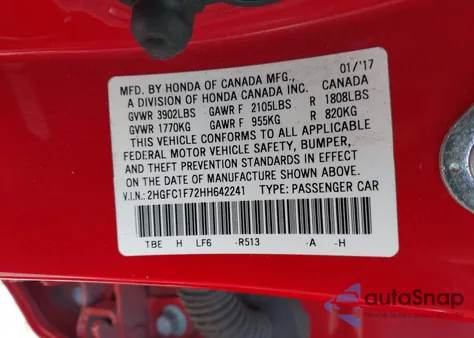 MFD. BY HONDA OF CANADA MFG., 01/'17
A DIVISION OF HONDA CANADA INC. CANADA
GVWR 3902LBS GAWR F 2105LBS R 1808LBS
GVWR 1770KG GAWR F 955KG R 820KG
THIS VEHICLE CONFORMS TO ALL APPLICABLE
FEDERAL MOTOR VEHICLE SAFETY, BUMPER,
AND THEFT PREVENTION STANDARDS IN EFFECT
ON THE DATE OF MANUFACTURE SHOWN ABOVE.
V.I.N.: 2HGFC1F72HH642241 TYPE: PASSENGER CAR
TBE H LF6 -R513 -A -H
autoSnap